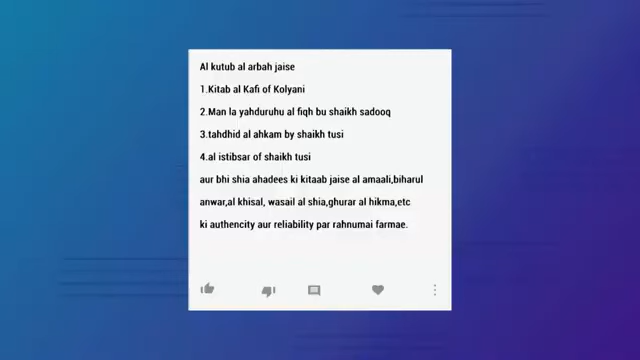 Al kutub al arbah jaise
1.Kitab al Kafi of Kolyani
2.Man la yahduruhu al fiqh bu shaikh sadooq
3.tahdhid al ahkam by shaikh tusi
4.al istibsar of shaikh tusi
aur bhi shia ahadees ki kitaab jaise al amaali,biharul
anwar,al khisal, wasail al shia,ghurar al hikma,etc
ki authencity aur reliability par rahnumai farmae.